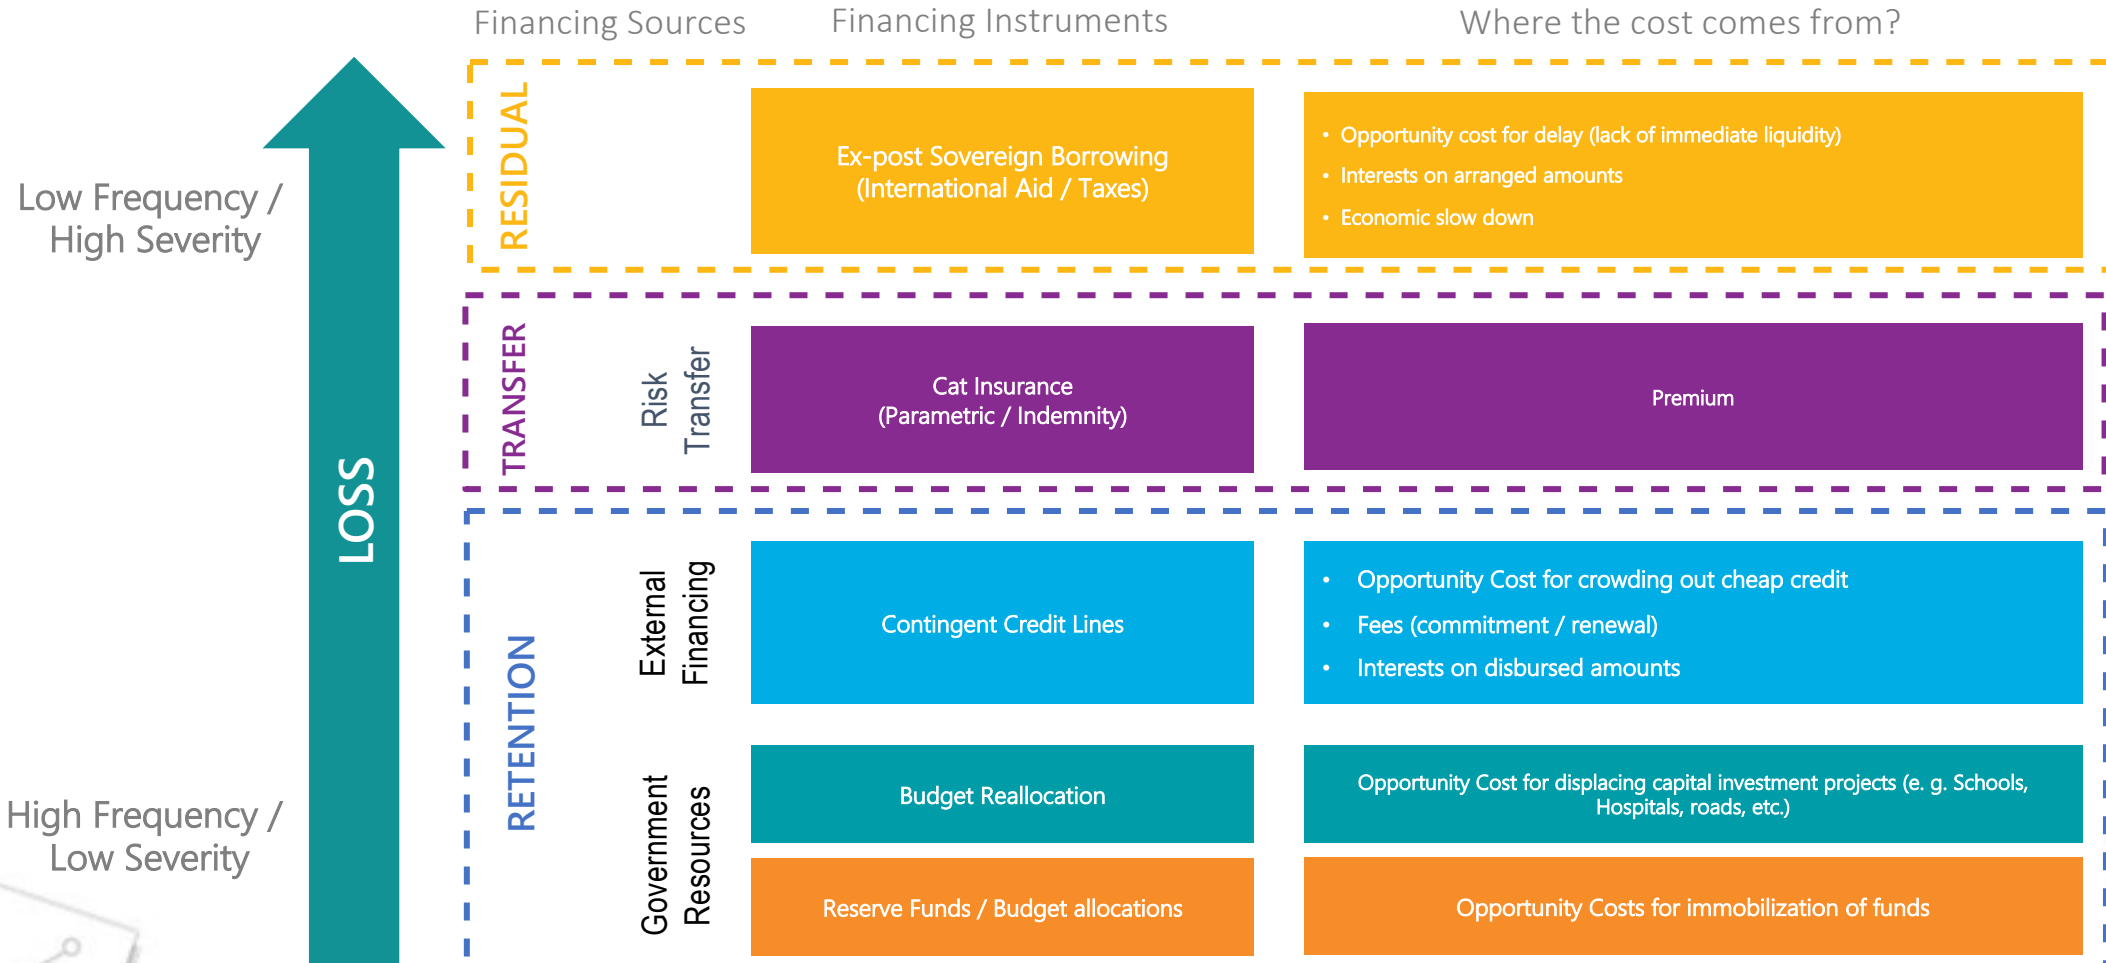 Financing Sources
Financing Instruments
Where the cost comes from?
Low Frequency /
High Severity
High Frequency /
Low Severity
LOSS
RESIDUAL
Ex-post Sovereign Borrowing
(International Aid / Taxes)
• Opportunity cost for delay (lack of immediate liquidity)
• Interests on arranged amounts
• Economic slow down
TRANSFER
Risk
Transfer
Cat Insurance
(Parametric / Indemnity)
Premium
RETENTION
External
Financing
Contingent Credit Lines
• Opportunity Cost for crowding out cheap credit
• Fees (commitment / renewal)
• Interests on disbursed amounts
Government
Resources
Budget Reallocation
Opportunity Cost for displacing capital investment projects (e. g. Schools,
Hospitals, roads, etc.)
Reserve Funds / Budget allocations
Opportunity Costs for immobilization of funds